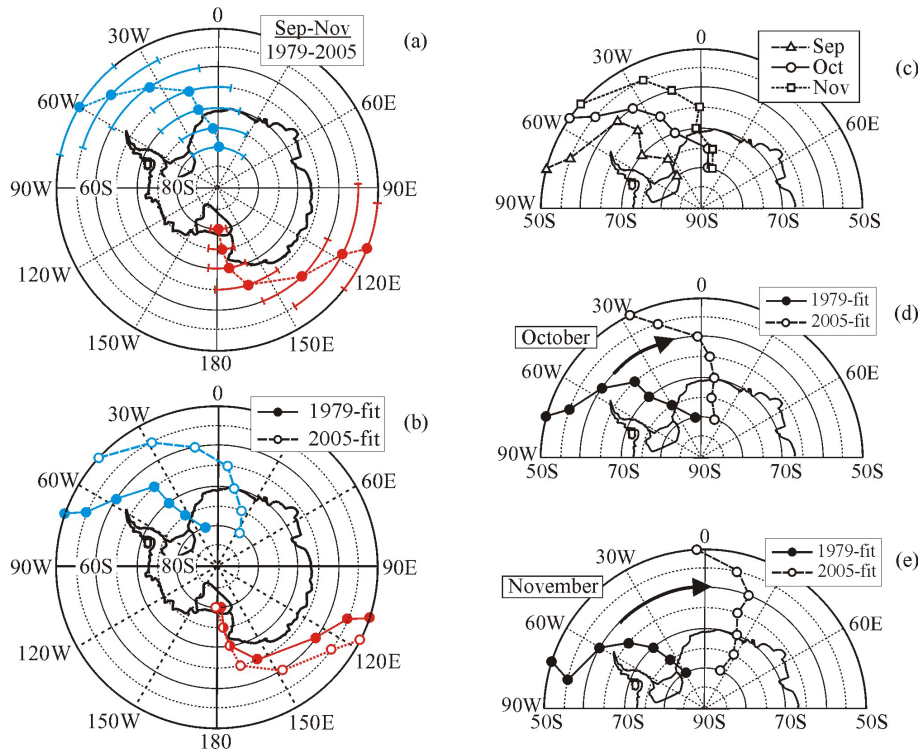 0
Sep-Nov
1979-2005
(a)
30W
60W
60E
90W
60S
80S
90E
120W
120E
150W
150E
180
(b)
0
1979-fit
2005-fit
30W
60W
60E
90W
60S
80S
90E
120W
120E
150W
150E
180
(c)
0
Sep
Oct
Nov
30W
60W
60E
90W
90E
50S
70S
90S
70S
50S
(d)
0
1979-fit
2005-fit
30W
October
60W
60E
90W
90E
50S
70S
90S
70S
50S
(e)
0
1979-fit
2005-fit
30W
November
60W
60E
90W
90E
50S
70S
90S
70S
50S